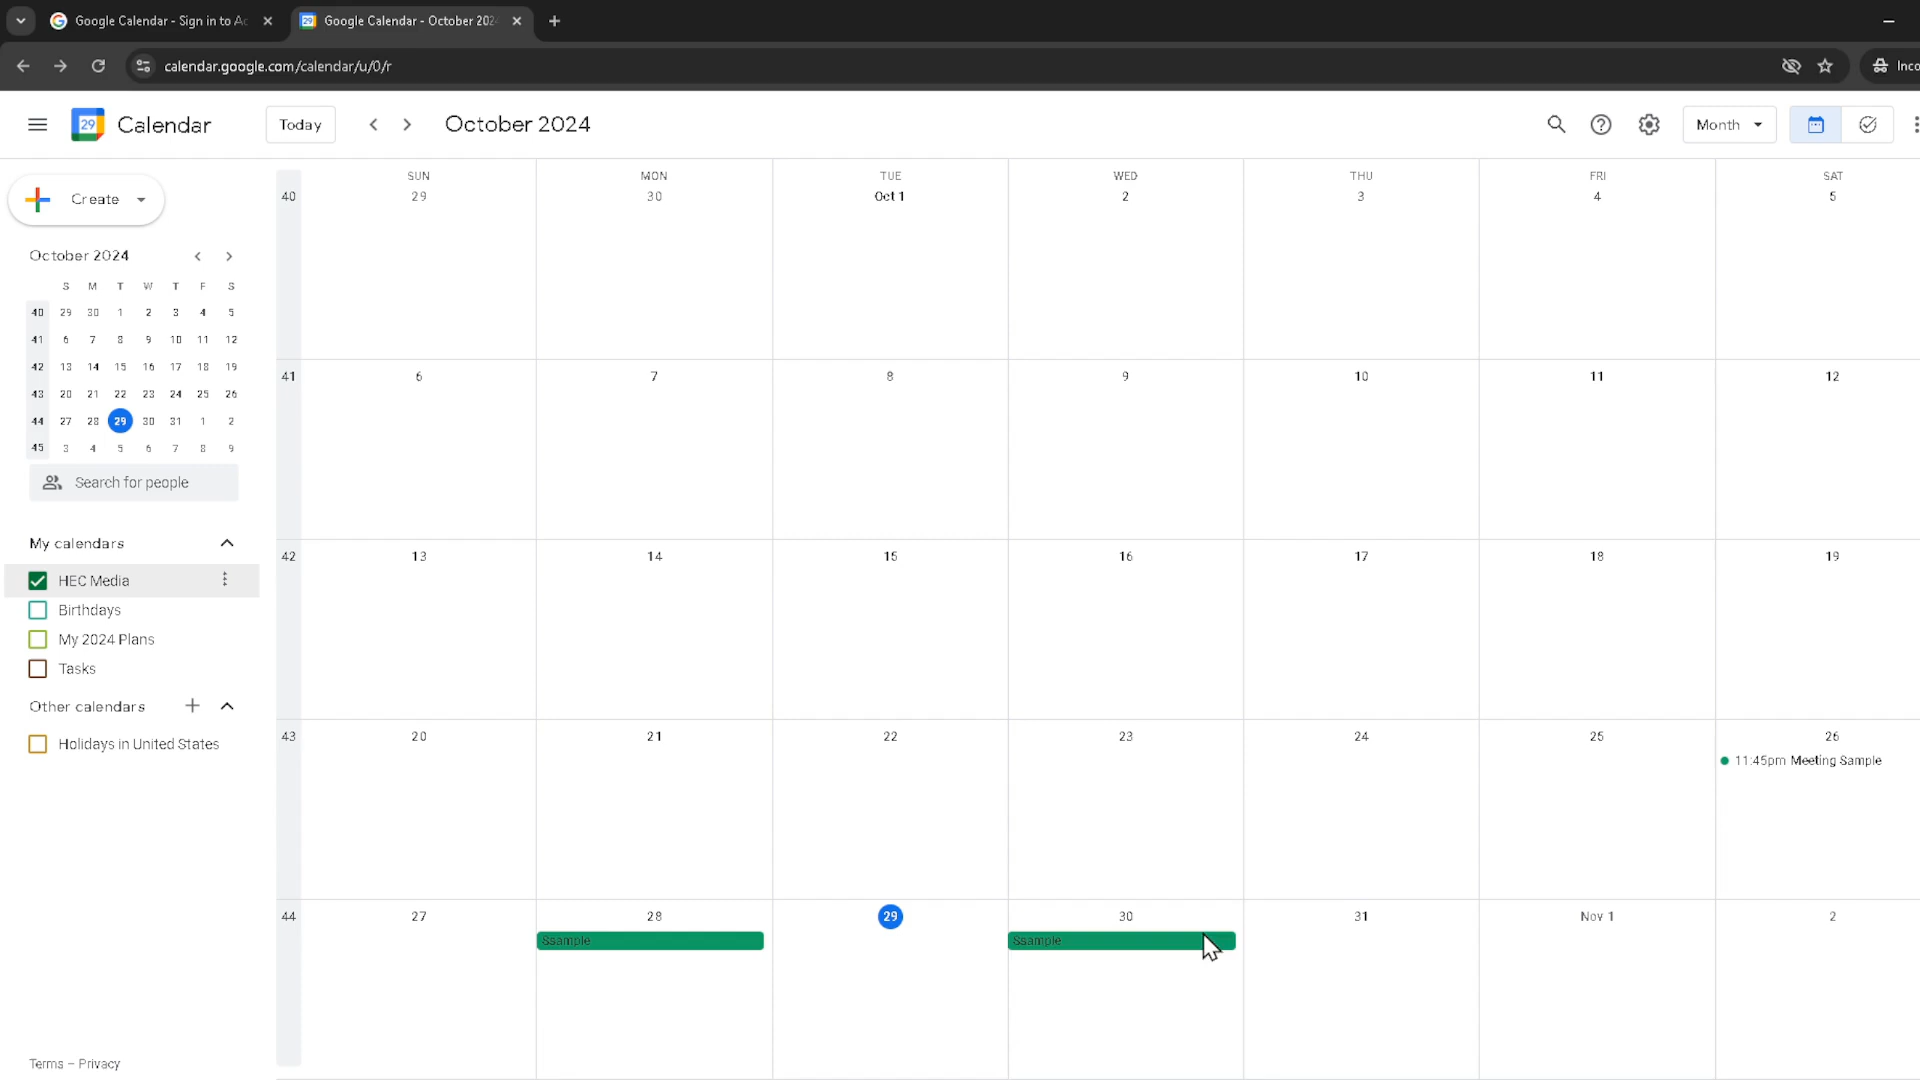 Google Calendar - Sign in to Ac
Google Calendar - October 202
calendar.google.com/calendar/u/0/r
Inco
29
Calendar
Today
October 2024
Month
Create
October 2024
S M T W T F S
40 29 30 1 2 3 4 5
41 6 7 8 9 10 11 12
42 13 14 15 16 17 18 19
43 20 21 22 23 24 25 26
44 27 28 29 30 31 1 2
45 3 4 5 6 7 8 9
Search for people
My calendars
HEC Media
Birthdays
My 2024 Plans
Tasks
Other calendars
Holidays in United States
Terms – Privacy
SUN MON TUE WED THU FRI SAT
40 29 30 Oct 1 2 3 4 5
41 6 7 8 9 10 11 12
42 13 14 15 16 17 18 19
43 20 21 22 23 24 25 26
11:45pm Meeting Sample
44 27 28 29 30 31 Nov 1 2
Ssample Ssample